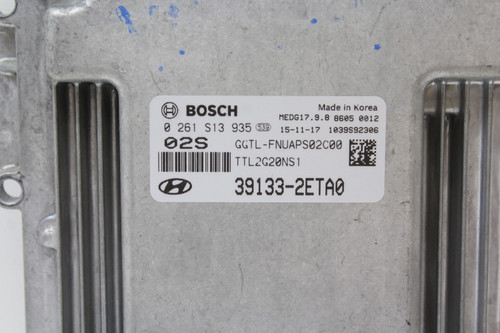 BOSCH
Made in Korea
MEDG17.9.8 8605 0012
0 261 S13 935 539
15-11-17 1039S92306
02S
GGTL-FNUAPS02C00
TTL2G20NS1
39133-2ETA0